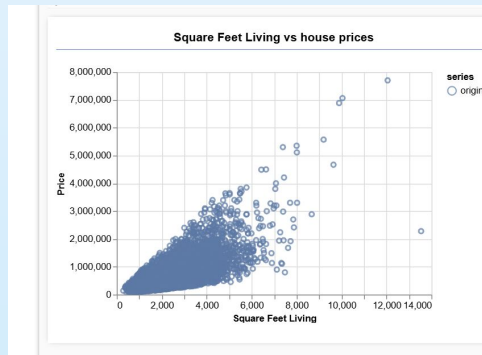 Square Feet Living vs house prices
8,000,000
7,000,000
6,000,000
5,000,000
4,000,000
3,000,000
2,000,000
1,000,000
0
Price
0 2,000 4,000 6,000 8,000 10,000 12,000 14,000
Square Feet Living
series
origin